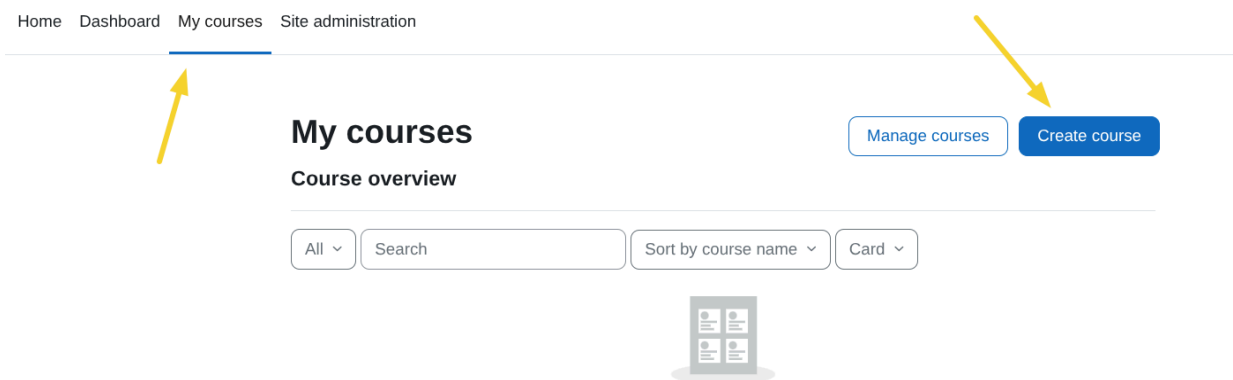 Home Dashboard My courses Site administration
My courses
Manage courses Create course
Course overview
All Search Sort by course name Card